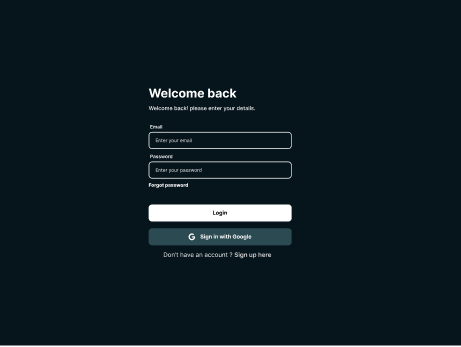 Welcome back
Welcome back! please enter your details.
Email
Enter your email
Password
Enter your password
Forgot password
Login
Sign in with Google
Don't have an account ? Sign up here